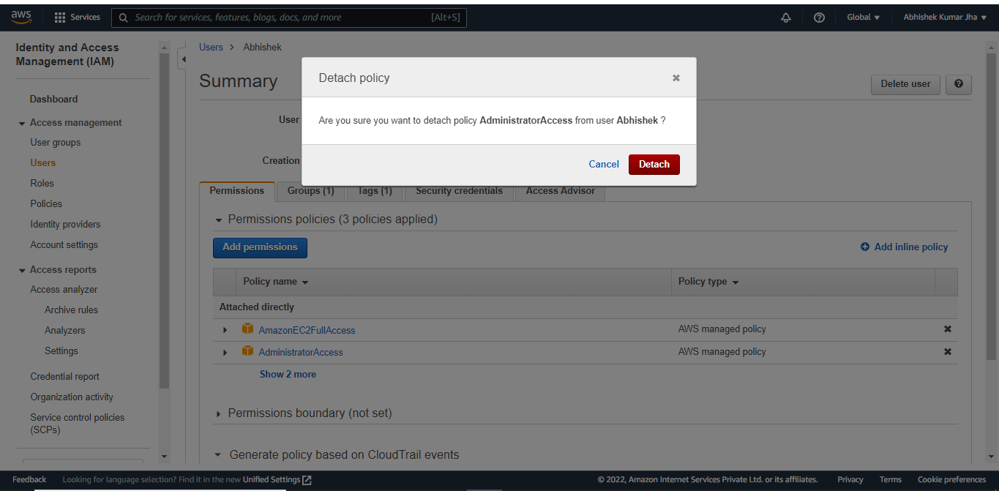 aws
Services
Search for services, features, blogs, docs, and more
[Alt+S]
Global
Abhishek Kumar Jha
Identity and Access
Management (IAM)
Dashboard
Access management
User groups
Users
Roles
Policies
Identity providers
Account settings
Access reports
Access analyzer
Archive rules
Analyzers
Settings
Credential report
Organization activity
Service control policies
(SCPs)
Users > Abhishek
Summary
Delete user
User
Creation
Detach policy
Are you sure you want to detach policy AdministratorAccess from user Abhishek ?
Cancel
Detach
Permissions
Groups (1)
Tags (1)
Security credentials
Access Advisor
Permissions policies (3 policies applied)
Add permissions
Add inline policy
Policy name
Policy type
Attached directly
AmazonEC2FullAccess
AWS managed policy
AdministratorAccess
AWS managed policy
Show 2 more
Permissions boundary (not set)
Generate policy based on CloudTrail events
Feedback
Looking for language selection? Find it in the new Unified Settings
© 2022, Amazon Internet Services Private Ltd. or its affiliates.
Privacy
Terms
Cookie preferences